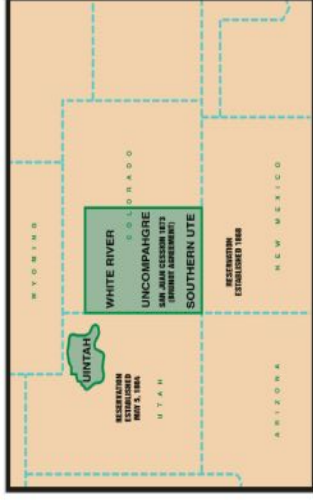 WYOMING
UINTAH
RESERVATION
ESTABLISHED
MAY 5, 1864
UTAH
COLORADO
WHITE RIVER
UNCOMPAHGRE
SAN JUAN CESSION 1873
(BRUNOT AGREEMENT)
SOUTHERN UTE
RESERVATION
ESTABLISHED 1868
ARIZONA
NEW MEXICO